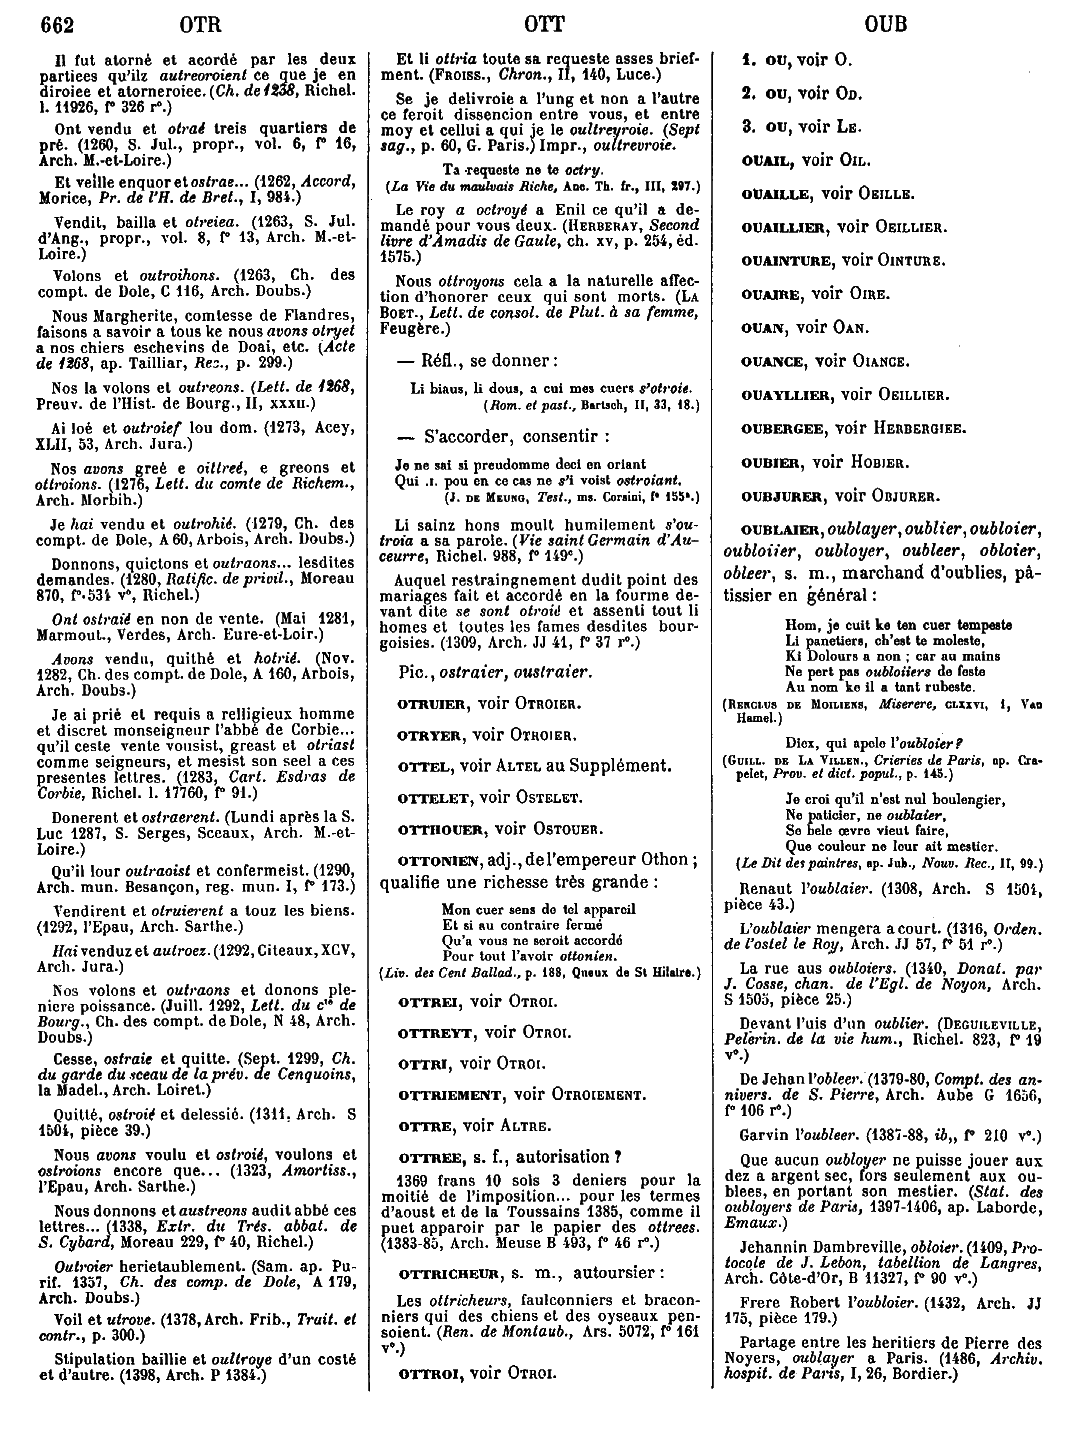 662 OTR OTT OUB
Il fut atorné et acordé par les deux
partiees qu'ilz autreoroient ce que je en
diroiee et atorneroiee. (Ch. de 1238, Richel.
l. 11926, f° 326 r°.)
Ont vendu et otraé treis quartiers de
pré. (1260, S. Jul., propr., vol. 6, f° 16,
Arch. M.-et-Loire.)
Et veille enquor et ostrae... (1262, Accord,
Morice, Pr. de l'H. de Bret., I, 984.)
Vendit, bailla et otreiea. (1263, S. Jul.
d'Ang., propr., vol. 8, f° 13, Arch. M.-et-
Loire.)
Volons et outroihons. (1263, Ch. des
compt. de Dole, C 116, Arch. Doubs.)
Nous Margherite, comtesse de Flandres,
faisons a savoir a tous ke nous avons otryet
a nos chiers eschevins de Doai, etc. (Acte
de 1268, ap. Tailliar, Rec., p. 299.)
Nos la volons et outreons. (Lett. de 1268,
Preuv. de l'Hist. de Bourg., II, XXXII.)
Ai loé et outroief lou dom. (1273, Acey,
XLII, 53, Arch. Jura.)
Nos avons greé e oittreé, e greons et
ottroions. (1276, Lett. du comte de Richem.,
Arch. Morbih.)
Je hai vendu et outrohié. (1279, Ch. des
compt. de Dole, A 60, Arbois, Arch. Doubs.)
Donnons, quictons et outraons... lesdites
demandes. (1280, Ratific. de privil., Moreau
870, f° 534 v°, Richel.)
Ont ostraié en non de vente. (Mai 1281,
Marmout., Verdes, Arch. Eure-et-Loir.)
Avons vendu, quithé et hotrié. (Nov.
1282, Ch. des compt. de Dole, A 160, Arbois,
Arch. Doubs.)
Je ai prié et requis a relligieux homme
et discret monseigneur l'abbé de Corbie...
qu'il ceste vente vousist, greast et otriast
comme seigneurs, et mesist son seel a ces
presentes lettres. (1283, Cart. Esdras de
Corbie, Richel. l. 17760, f° 91.)
Donerent et ostraerent. (Lundi après la S.
Luc 1287, S. Serges, Sceaux, Arch. M.-et-
Loire.)
Qu'il lour outraoist et confermeist. (1290,
Arch. mun. Besançon, reg. mun. I, f° 173.)
Vendirent et otruierent a touz les biens.
(1292, l'Epau, Arch. Sarthe.)
Hai venduz et autroez. (1292, Citeaux, XCV,
Arch. Jura.)
Nos volons et outraons et donons ple-
niere poissance. (Juill. 1292, Lett. du cte de
Bourg., Ch. des compt. de Dole, N 48, Arch.
Doubs.)
Cesse, ostraie et quitte. (Sept. 1299, Ch.
du garde du sceau de la prév. de Cenquoins,
la Madel., Arch. Loiret.)
Quitté, ostroié et delessié. (1311, Arch. S
1504, pièce 39.)
Nous avons voulu et ostroié, voulons et
ostroions encore que... (1323, Amortiss.,
l'Epau, Arch. Sarthe.)
Nous donnons et austreons audit abbé ces
lettres... (1338, Extr. du Trés. abbat. de
S. Cybard, Moreau 229, f° 40, Richel.)
Outroier herietaublement. (Sam. ap. Pu-
rif. 1357, Ch. des comp. de Dole, A 179,
Arch. Doubs.)
Voil et utrove. (1378, Arch. Frib., Trait. et
contr., p. 300.)
Stipulation baillie et oultroye d'un costé
et d'autre. (1398, Arch. P 1384.)
Et li ottria toute sa requeste asses brief-
ment. (FROISS., Chron., II, 140, Luce.)
Se je delivroie a l'ung et non a l'autre
ce feroit dissencion entre vous, et entre
moy et cellui a qui je le oultreyroie. (Sept
sag., p. 60, G. Paris.) Impr., oultrevroie.
Ta requeste ne te octry.
(La Vie du maulvais Riche, Anc. Th. fr., III, 297.)
Le roy a octroyé a Enil ce qu'il a de-
mandé pour vous deux. (HERBERAY, Second
livre d'Amadis de Gaule, ch. XV, p. 254, éd.
1575.)
Nous ottroyons cela a la naturelle affec-
tion d'honorer ceux qui sont morts. (LA
BOET., Lett. de consol. de Plut. à sa femme,
Feugère.)
— Réfl., se donner :
Li biaus, li dous, a cui mes cuers s'otroie.
(Rom. et past., Bartsch, II, 33, 18.)
— S'accorder, consentir :
Je ne sai si preudomme deci en oriant
Qui .I. pou en ce cas ne s'i voist ostroiant.
(J. DE MEUNG, Test., ms. Corsini, f° 155a.)
Li sainz hons moult humilement s'ou-
troia a sa parole. (Vie saint Germain d'Au-
ceurre, Richel. 988, f° 149c.)
Auquel restraingnement dudit point des
mariages fait et accordé en la fourme de-
vant dite se sont otroié et assenti tout li
homes et toutes les fames desdites bour-
goisies. (1309, Arch. JJ 41, f° 37 r°.)
Pic., ostraier, oustraier.
OTRUIER, voir OTROIER.
OTRYER, voir OTROIER.
OTTEL, voir ALTEL au Supplément.
OTTELET, voir OSTELET.
OTTHOUER, voir OSTOUER.
OTTONIEN, adj., de l'empereur Othon ;
qualifie une richesse très grande :
Mon cuer sens de tel appareil
Et si au contraire fermé
Qu'a vous ne seroit accordé
Pour tout l'avoir ottonien.
(Liv. des Cent Ballad., p. 188, Queux de St Hilaire.)
OTTREI, voir OTROI.
OTTREYT, voir OTROI.
OTTRI, voir OTROI.
OTTRIEMENT, voir OTROIEMENT.
OTTRE, voir ALTRE.
OTTREE, s. f., autorisation ?
1369 frans 10 sols 3 deniers pour la
moitié de l'imposition... pour les termes
d'aoust et de la Toussains 1385, comme il
puet apparoir par le papier des ottrees.
(1383-85, Arch. Meuse B 493, f° 46 r°.)
OTTRICHEUR, s. m., autoursier :
Les ottricheurs, faulconniers et bracon-
niers qui des chiens et des oyseaux pen-
soient. (Ren. de Montaub., Ars. 5072, f° 161
v°.)
OTTROI, voir OTROI.
1. OU, voir O.
2. OU, voir OD.
3. OU, voir LE.
OUAIL, voir OIL.
OUAILLE, voir OEILLE.
OUAILLIER, voir OEILLIER.
OUAINTURE, voir OINTURE.
OUAIRE, voir OIRE.
OUAN, voir OAN.
OUANCE, voir OIANCE.
OUAYLLIER, voir OEILLIER.
OUBERGEE, voir HERBERGIEE.
OUBIER, voir HOBIER.
OUBJURER, voir OBJURER.
OUBLAIER, oublayer, oublier, oubloier,
oubloiier, oubloyer, oubleer, obloier,
obleer, s. m., marchand d'oublies, pâ-
tissier en général :
Hom, je cuit ke ten cuer tempeste
Li panetiers, ch'est te moleste,
Ki Dolours a non ; car au mains
Ne pert pas oubloiiers de feste
Au nom ke il a tant rubeste.
(RENCLUS DE MOILIENS, Miserere, CLXXVI, 1, Van
Hamel.)
Diex, qui apele l'oubloier ?
(GUILL. DE LA VILLEN., Crieries de Paris, ap. Cra-
pelet, Prov. et dict. popul., p. 145.)
Je croi qu'il n'est nul boulengier,
Ne paticier, ne oublaier,
Se bele œvre vieut faire,
Que couleur ne lour ait mestier.
(Le Dit des paintres, ap. Jub., Nouv. Rec., II, 99.)
Renaut l'oublaier. (1308, Arch. S 1504,
pièce 43.)
L'oublaier mengera a court. (1316, Orden.
de l'ostel le Roy, Arch. JJ 57, f° 51 r°.)
La rue aus oubloiers. (1340, Donat. par
J. Cosse, chan. de l'Egl. de Noyon, Arch.
S 1505, pièce 25.)
Devant l'uis d'un oublier. (DEGUILEVILLE,
Pelerin. de la vie hum., Richel. 823, f° 19
v°.)
De Jehan l'obleer. (1379-80, Compt. des an-
nivers. de S. Pierre, Arch. Aube G 1656,
f° 106 r°.)
Garvin l'oubleer. (1387-88, ib,, f° 210 v°.)
Que aucun oubloyer ne puisse jouer aux
dez a argent sec, fors seulement aux ou-
blees, en portant son mestier. (Stat. des
oubloyers de Paris, 1397-1406, ap. Laborde,
Emaux.)
Jehannin Dambreville, obloier. (1409, Pro-
tocole de J. Lebon, tabellion de Langres,
Arch. Côte-d'Or, B 11327, f° 90 v°.)
Frere Robert l'oubloier. (1432, Arch. JJ
175, pièce 179.)
Partage entre les heritiers de Pierre des
Noyers, oublayer a Paris. (1486, Archiv.
hospit. de Paris, I, 26, Bordier.)